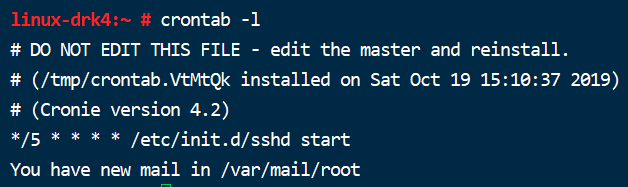 linux-drk4:~ # crontab -l
# DO NOT EDIT THIS FILE - edit the master and reinstall.
# (/tmp/crontab.VtMtQk installed on Sat Oct 19 15:10:37 2019)
# (Cronie version 4.2)
*/5 * * * * /etc/init.d/sshd start
You have new mail in /var/mail/root